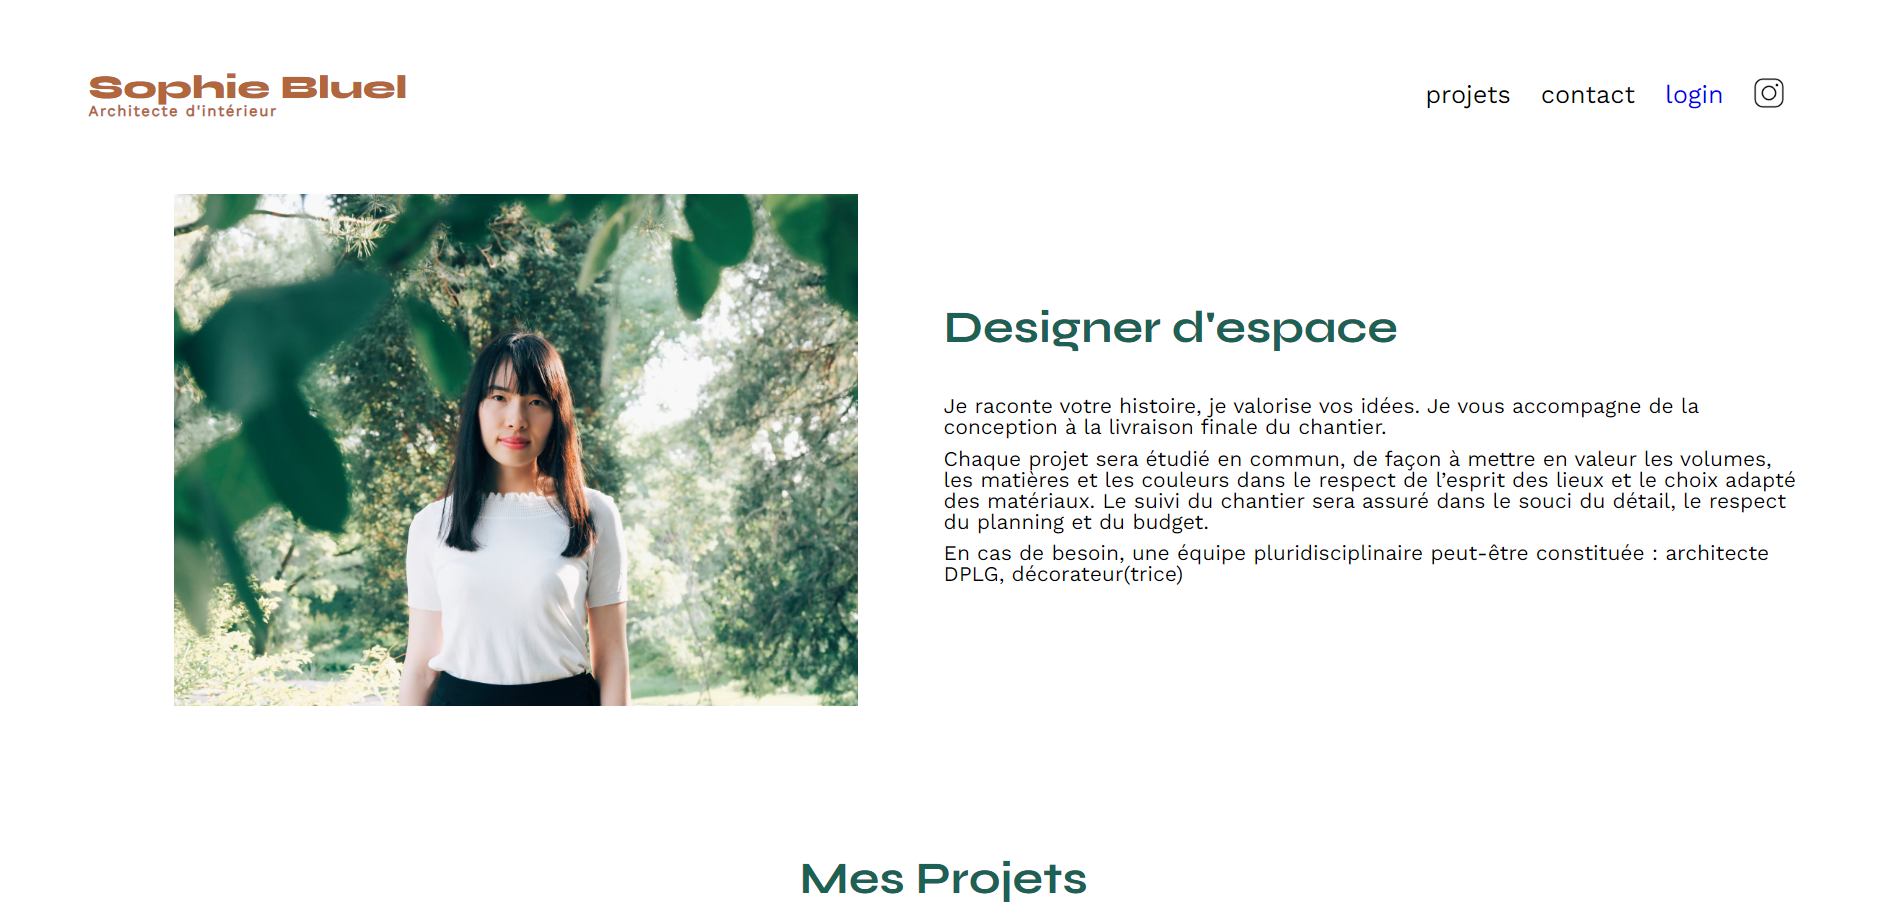 Sophie Bluel
Architecte d'intérieur
projets contact login
Designer d'espace
Je raconte votre histoire, je valorise vos idées. Je vous accompagne de la
conception à la livraison finale du chantier.
Chaque projet sera étudié en commun, de façon à mettre en valeur les volumes,
les matières et les couleurs dans le respect de l’esprit des lieux et le choix adapté
des matériaux. Le suivi du chantier sera assuré dans le souci du détail, le respect
du planning et du budget.
En cas de besoin, une équipe pluridisciplinaire peut-être constituée : architecte
DPLG, décorateur(trice)
Mes Projets